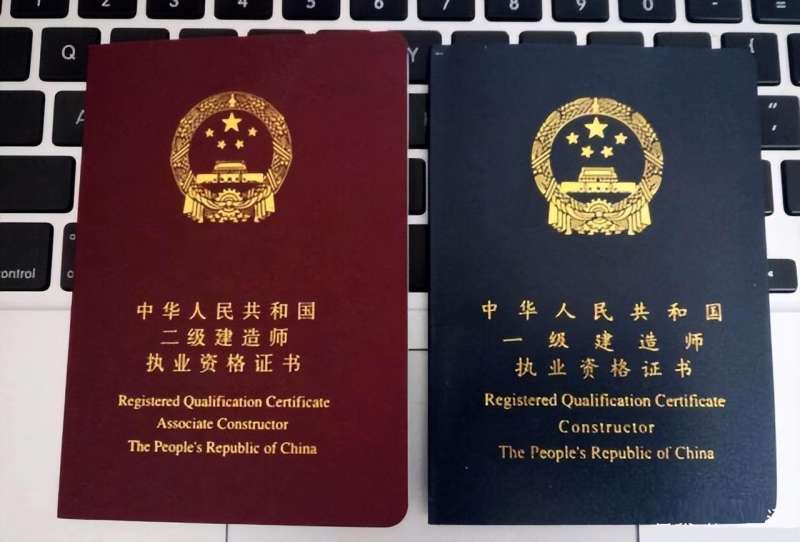 中华人民共和国
二级建造师
执业资格证书
Registered Qualification Certificate
Associate Constructor
The People's Republic of China
中华人民共和国
一级建造师
执业资格证书
Registered Qualification Certificate
Constructor
The People's Republic of China
Q
A
Y
control